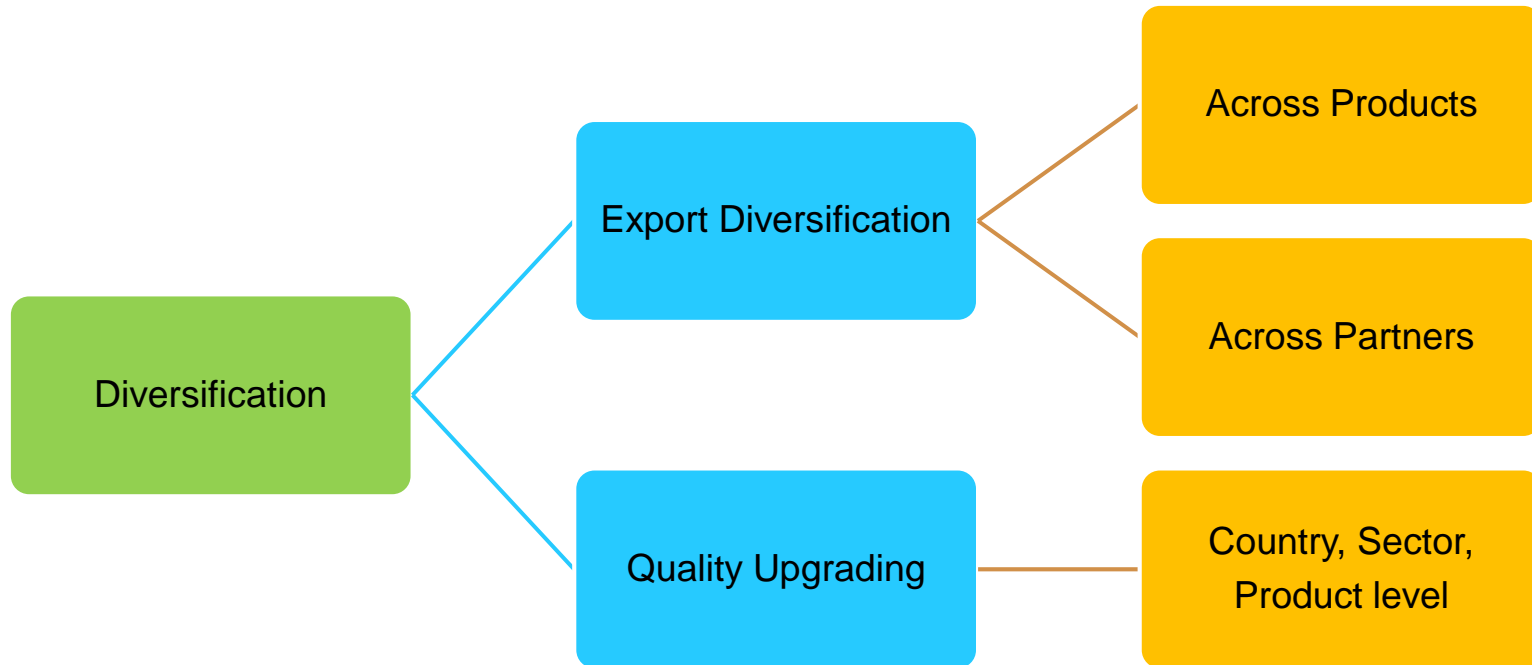 Diversification
Export Diversification
Quality Upgrading
Across Products
Across Partners
Country, Sector,
Product level